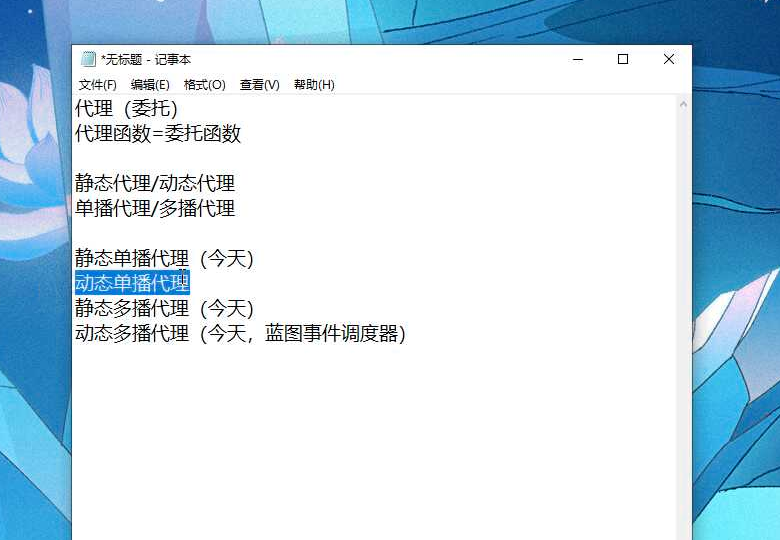 *无标题 - 记事本
文件(F) 编辑(E) 格式(O) 查看(V) 帮助(H)
代理（委托）
代理函数=委托函数
静态代理/动态代理
单播代理/多播代理
静态单播代理（今天）
动态单播代理
静态多播代理（今天）
动态多播代理（今天，蓝图事件调度器）